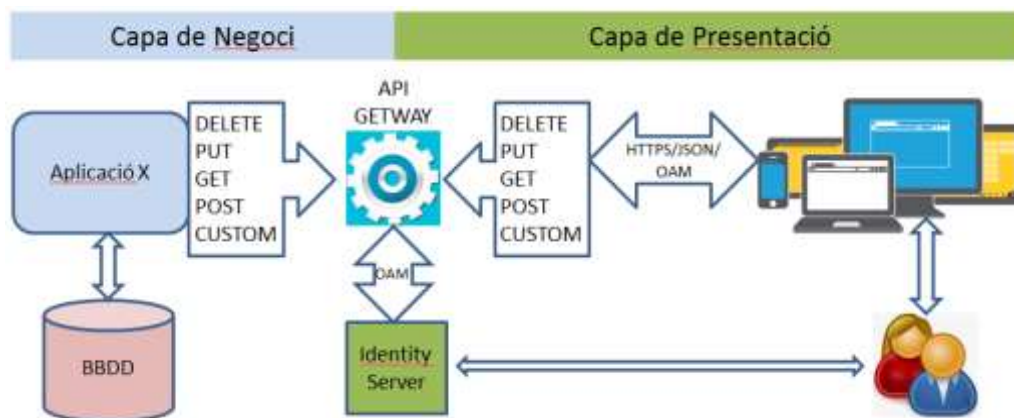 Capa de Negoci
Capa de Presentació
API
GETWAY
Aplicació X
DELETE
PUT
GET
POST
CUSTOM
DELETE
PUT
GET
POST
CUSTOM
HTTPS/JSON/
OAM
OAM
BBDD
Identity
Server